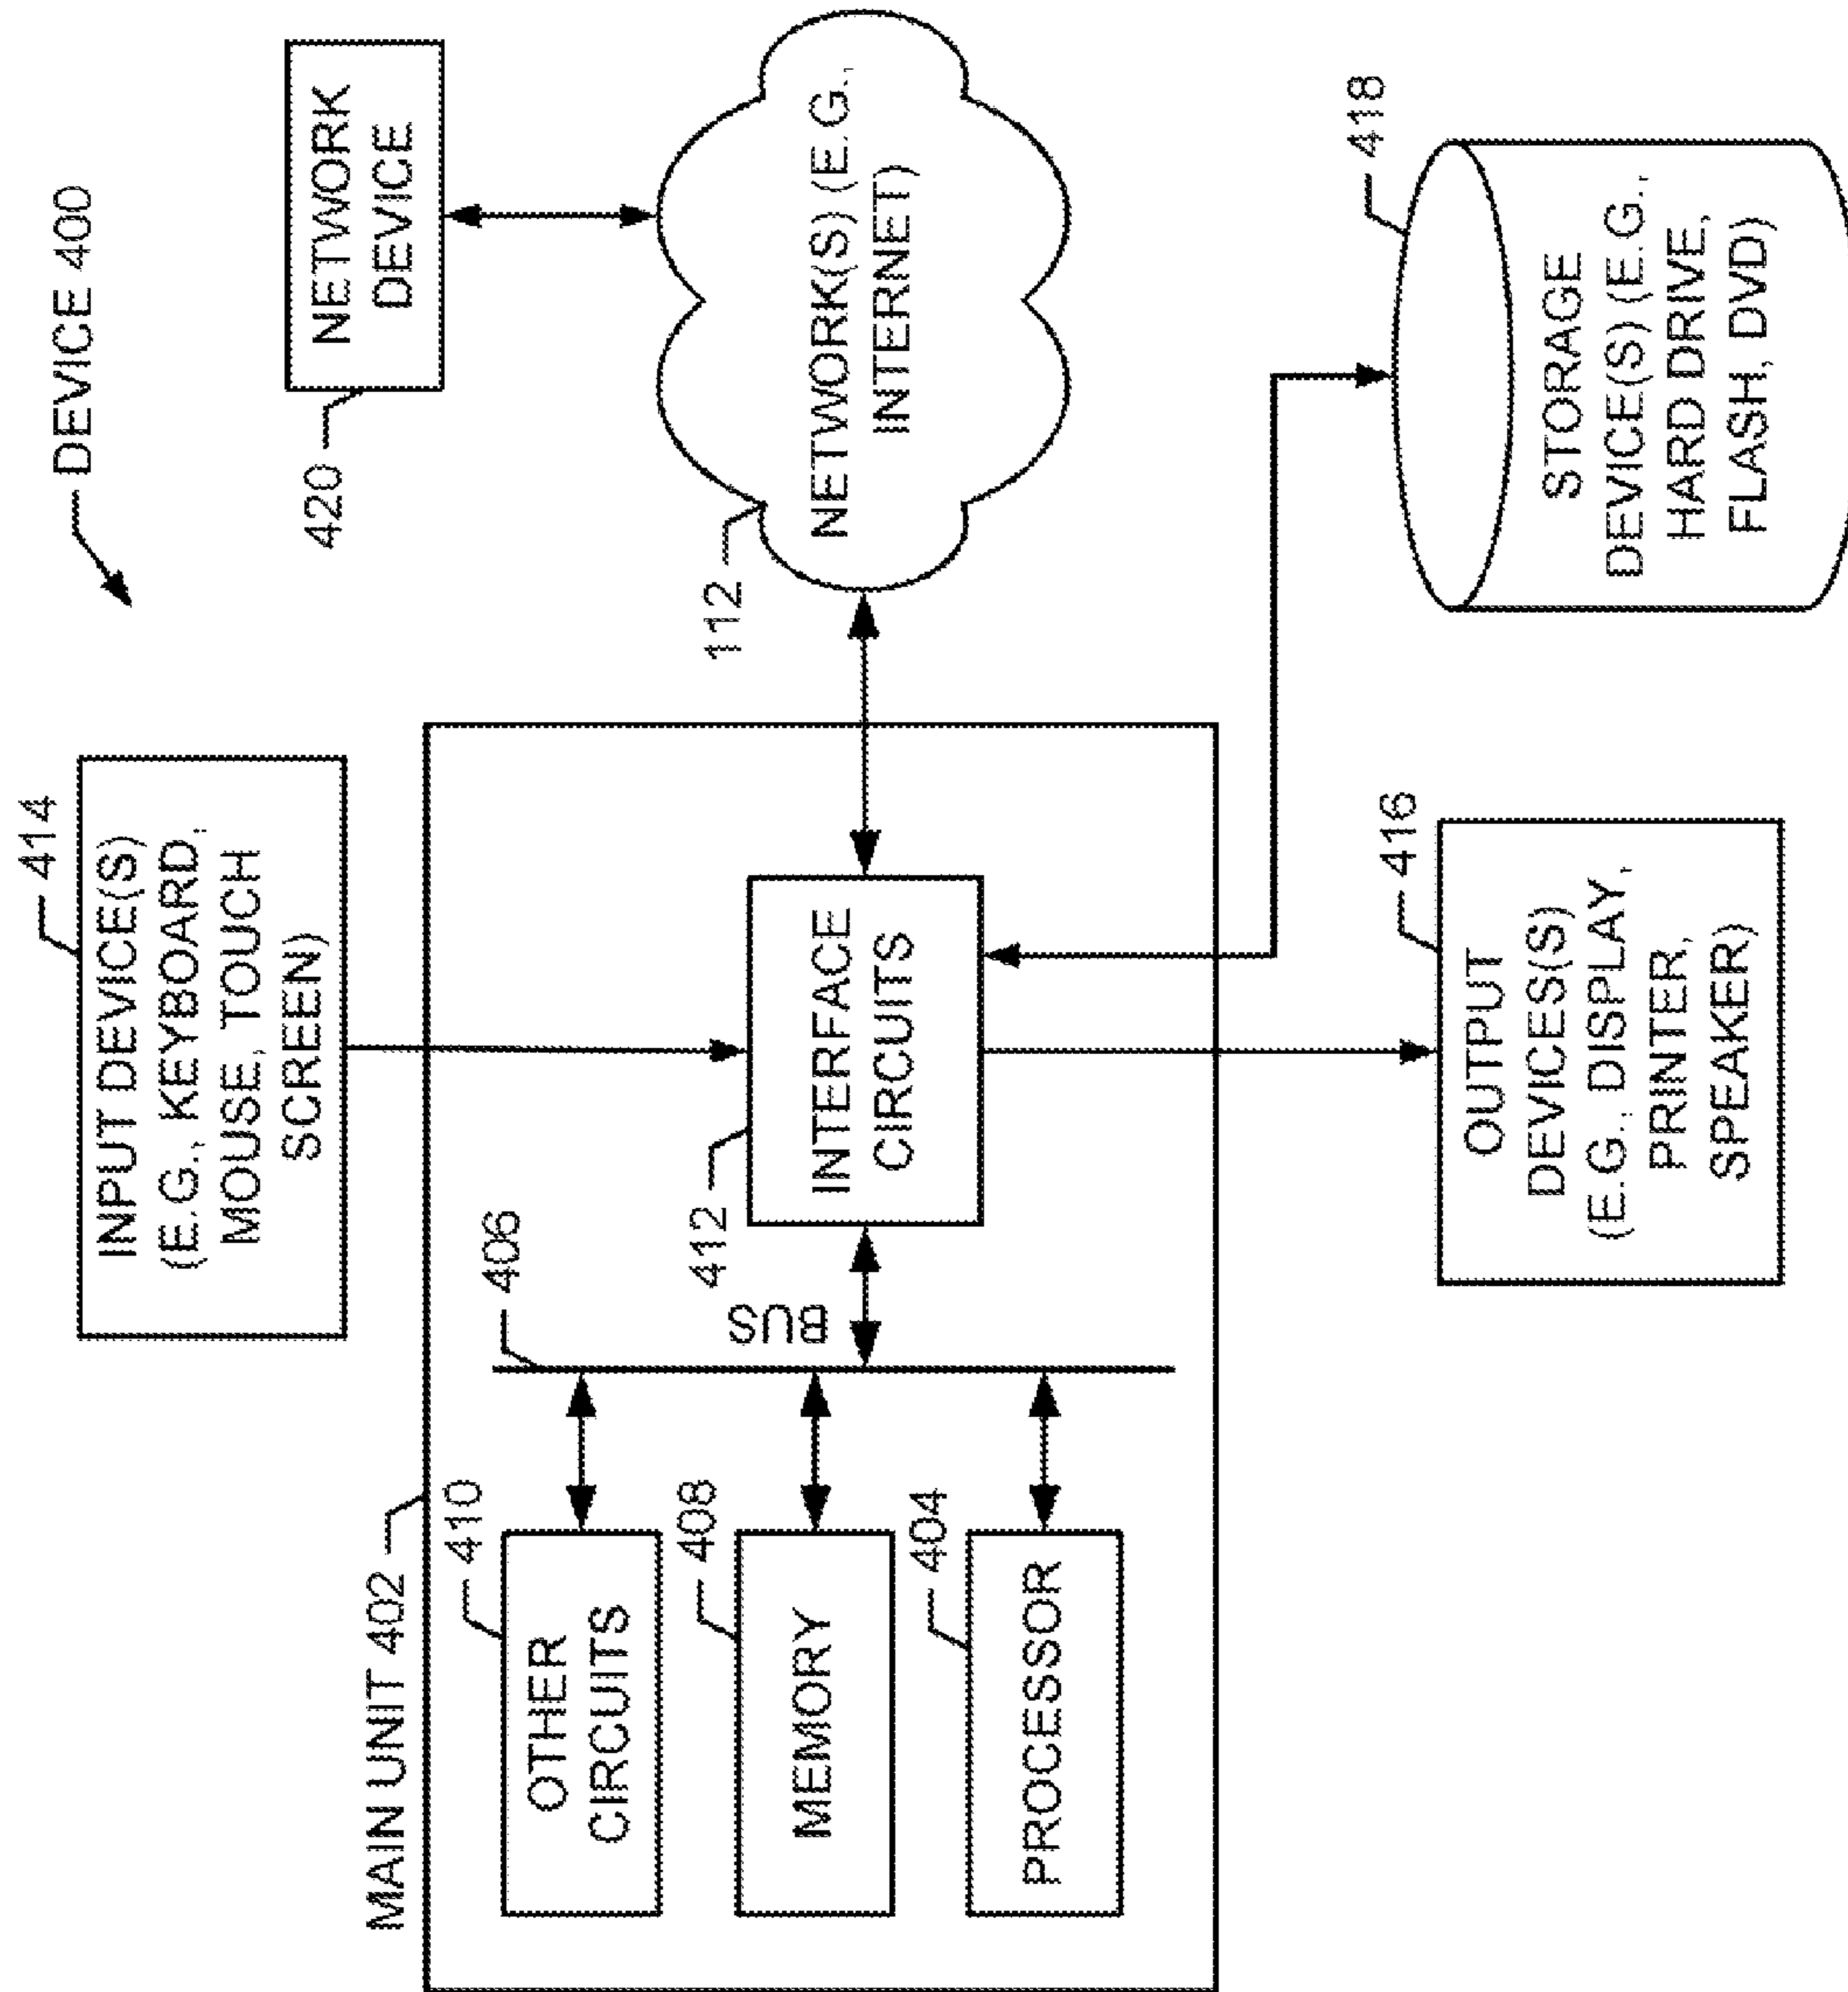 DEVICE 400
414
INPUT DEVICE(S)
(E.G., KEYBOARD,
MOUSE, TOUCH
SCREEN)
420
NETWORK
DEVICE
MAIN UNIT 402
410
OTHER
CIRCUITS
408
MEMORY
404
PROCESSOR
406
BUS
412
INTERFACE
CIRCUITS
112
NETWORK(S) (E.G.,
INTERNET)
416
OUTPUT
DEVICES(S)
(E.G., DISPLAY,
PRINTER,
SPEAKER)
418
STORAGE
DEVICE(S) (E.G.,
HARD DRIVE,
FLASH, DVD)